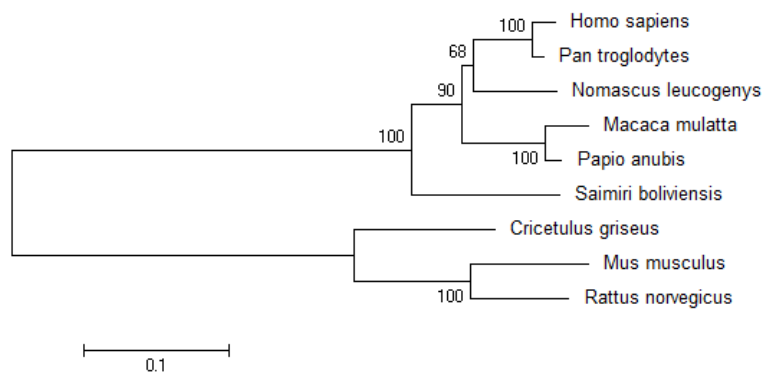 Homo sapiens
100
Pan troglodytes
68
Nomascus leucogenys
90
Macaca mulatta
100
100
Papio anubis
Saimiri boliviensis
Cricetulus griseus
Mus musculus
100
Rattus norvegicus
0.1